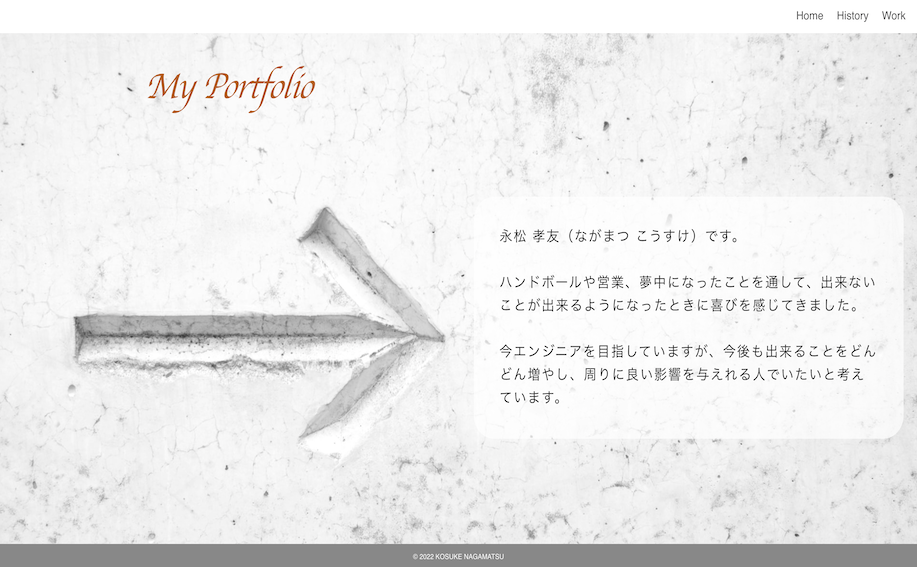 Home History Work
My Portfolio
永松 孝友（ながまつ こうすけ）です。
ハンドボールや営業、夢中になったことを通して、出来ない
ことが出来るようになったときに喜びを感じてきました。
今エンジニアを目指していますが、今後も出来ることをどん
どん増やし、周りに良い影響を与えれる人でいたいと考え
ています。
© 2022 KOSUKE NAGAMATSU